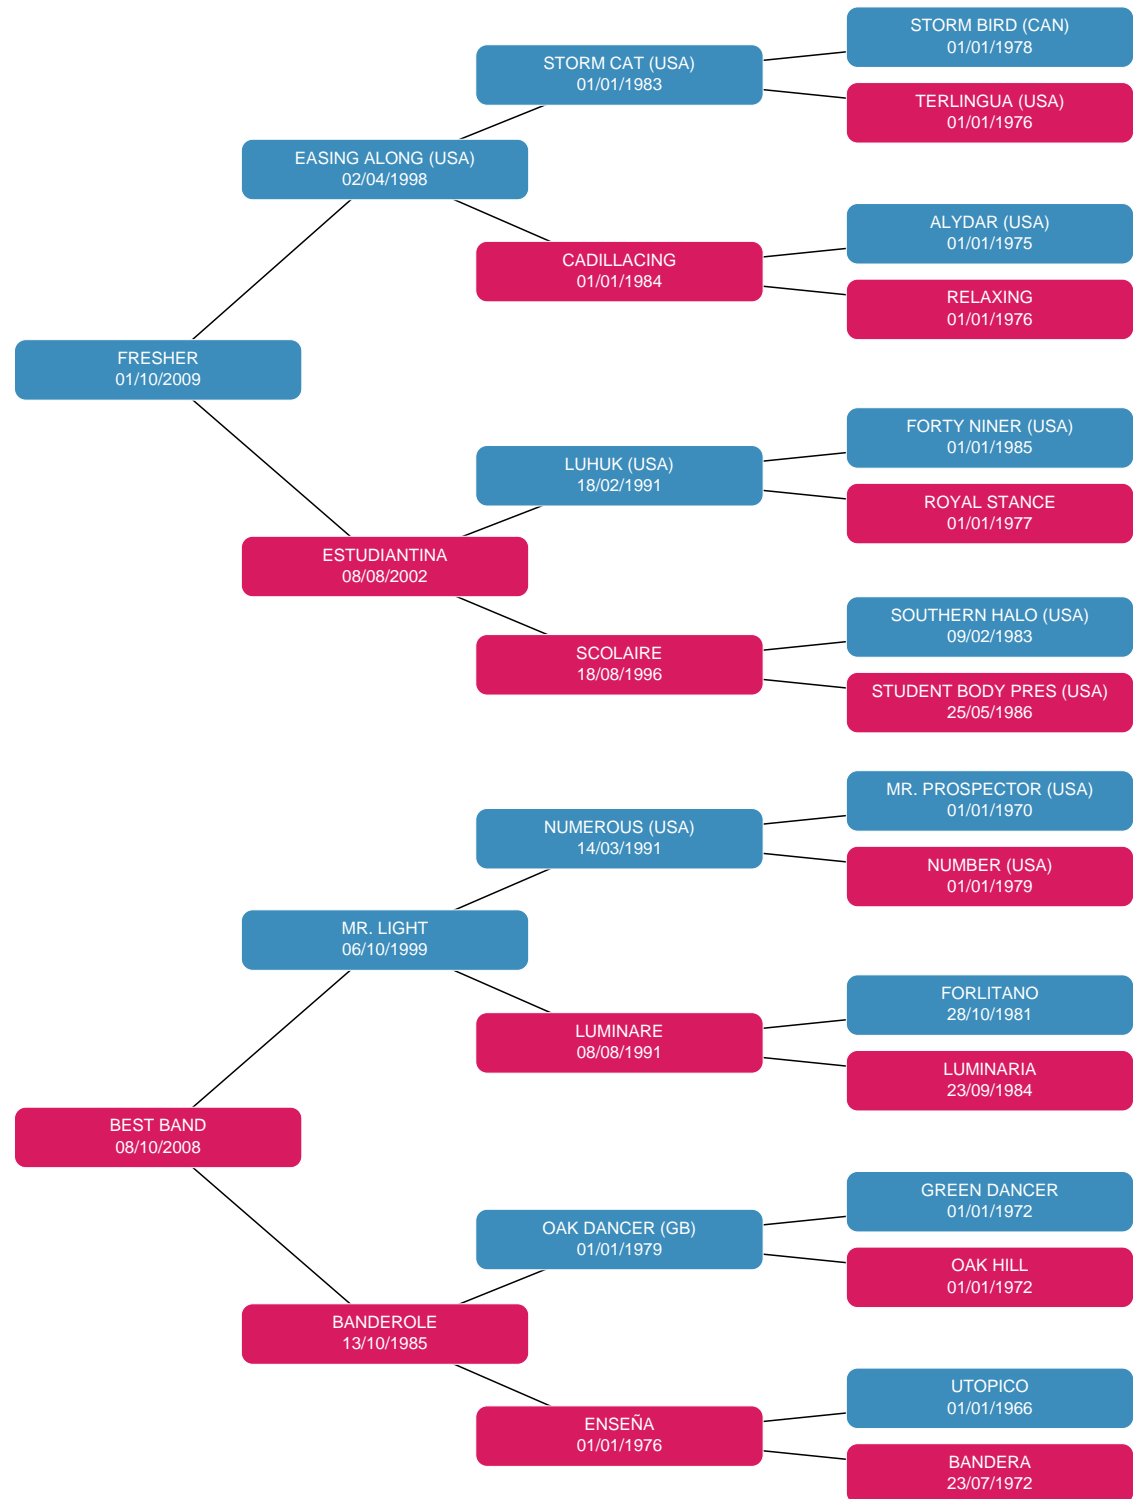 STORM BIRD (CAN)
01/01/1978
STORM CAT (USA)
01/01/1983
TERLINGUA (USA)
01/01/1976
EASING ALONG (USA)
02/04/1998
ALYDAR (USA)
01/01/1975
CADILLACING
01/01/1984
RELAXING
01/01/1976
FRESHER
01/10/2009
FORTY NINER (USA)
01/01/1985
LUHUK (USA)
18/02/1991
ROYAL STANCE
01/01/1977
ESTUDIANTINA
08/08/2002
SOUTHERN HALO (USA)
09/02/1983
SCOLAIRE
18/08/1996
STUDENT BODY PRES (USA)
25/05/1986
MR. PROSPECTOR (USA)
01/01/1970
NUMEROUS (USA)
14/03/1991
NUMBER (USA)
01/01/1979
MR. LIGHT
06/10/1999
FORLITANO
28/10/1981
LUMINARE
08/08/1991
LUMINARIA
23/09/1984
BEST BAND
08/10/2008
GREEN DANCER
01/01/1972
OAK DANCER (GB)
01/01/1979
OAK HILL
01/01/1972
BANDEROLE
13/10/1985
UTOPICO
01/01/1966
ENSEÑA
01/01/1976
BANDERA
23/07/1972